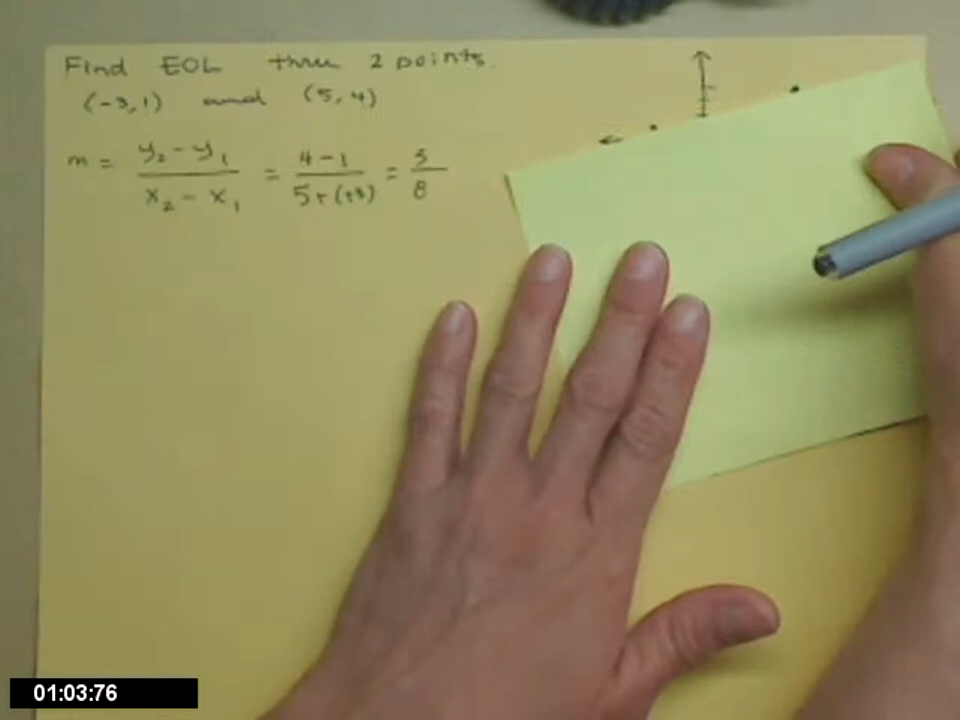 Find EOL thru 2 points.
(-3,1) and (5,4)
m = y₂ - y₁ / x₂ - x₁ = 4-1 / 5+(+3) = 3 / 8
01:03:76